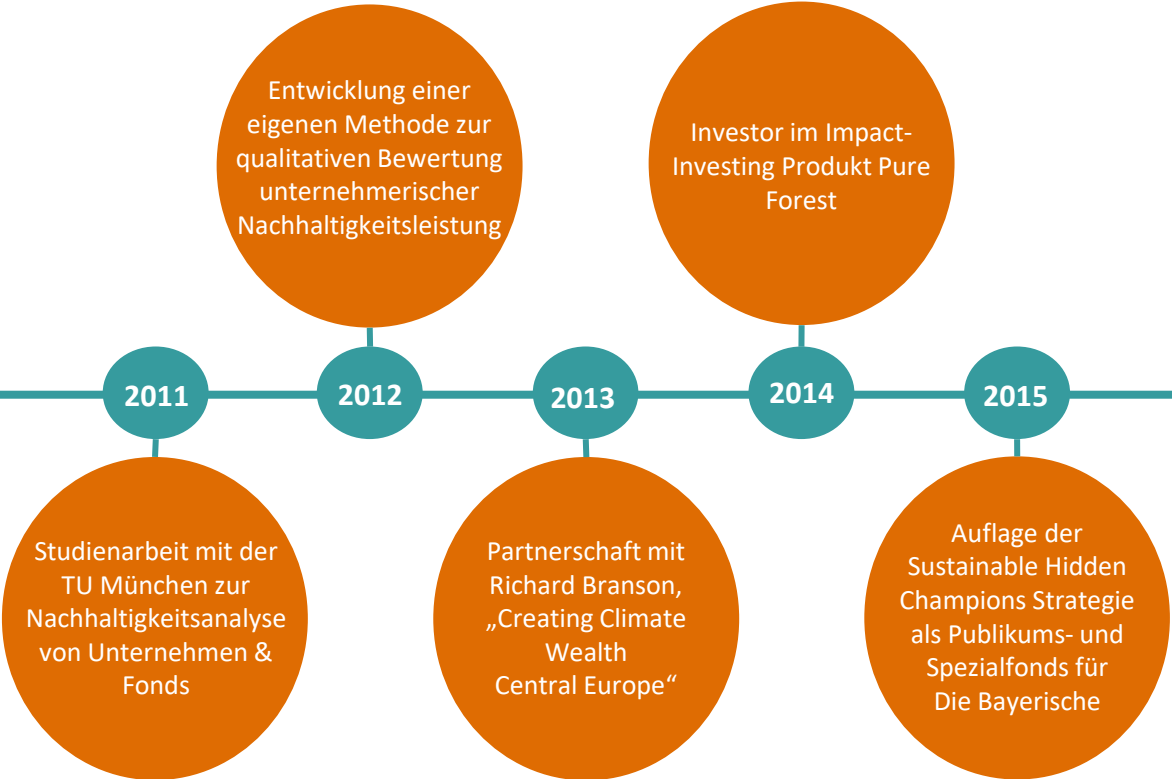 Entwicklung einer
eigenen Methode zur
qualitativen Bewertung
unternehmerischer
Nachhaltigkeitsleistung
Investor im Impact-
Investing Produkt Pure
Forest
2011
2012
2013
2014
2015
Studienarbeit mit der
TU München zur
Nachhaltigkeitsanalyse
von Unternehmen &
Fonds
Partnerschaft mit
Richard Branson,
„Creating Climate
Wealth
Central Europe“
Auflage der
Sustainable Hidden
Champions Strategie
als Publikums- und
Spezialfonds für
Die Bayerische